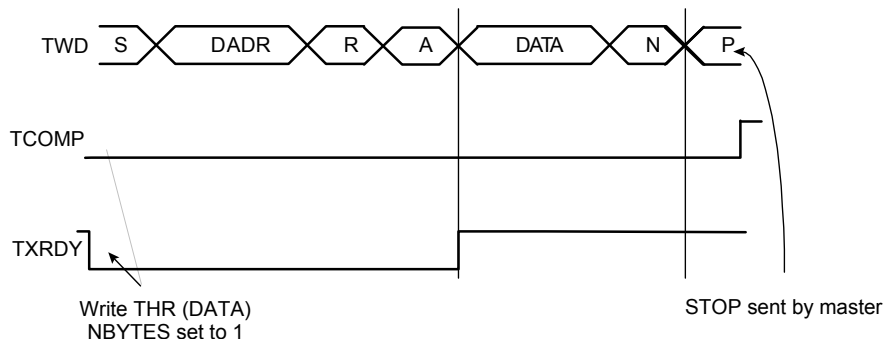 TWD S DADR R A DATA N P
TCOMP
TXRDY
Write THR (DATA)
NBYTES set to 1
STOP sent by master